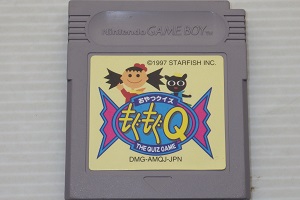 Nintendo GAME BOY™
©1997 STARFISH INC.
おやつクイズ
もぐもぐQ
THE QUIZ GAME
DMG-AMQJ-JPN